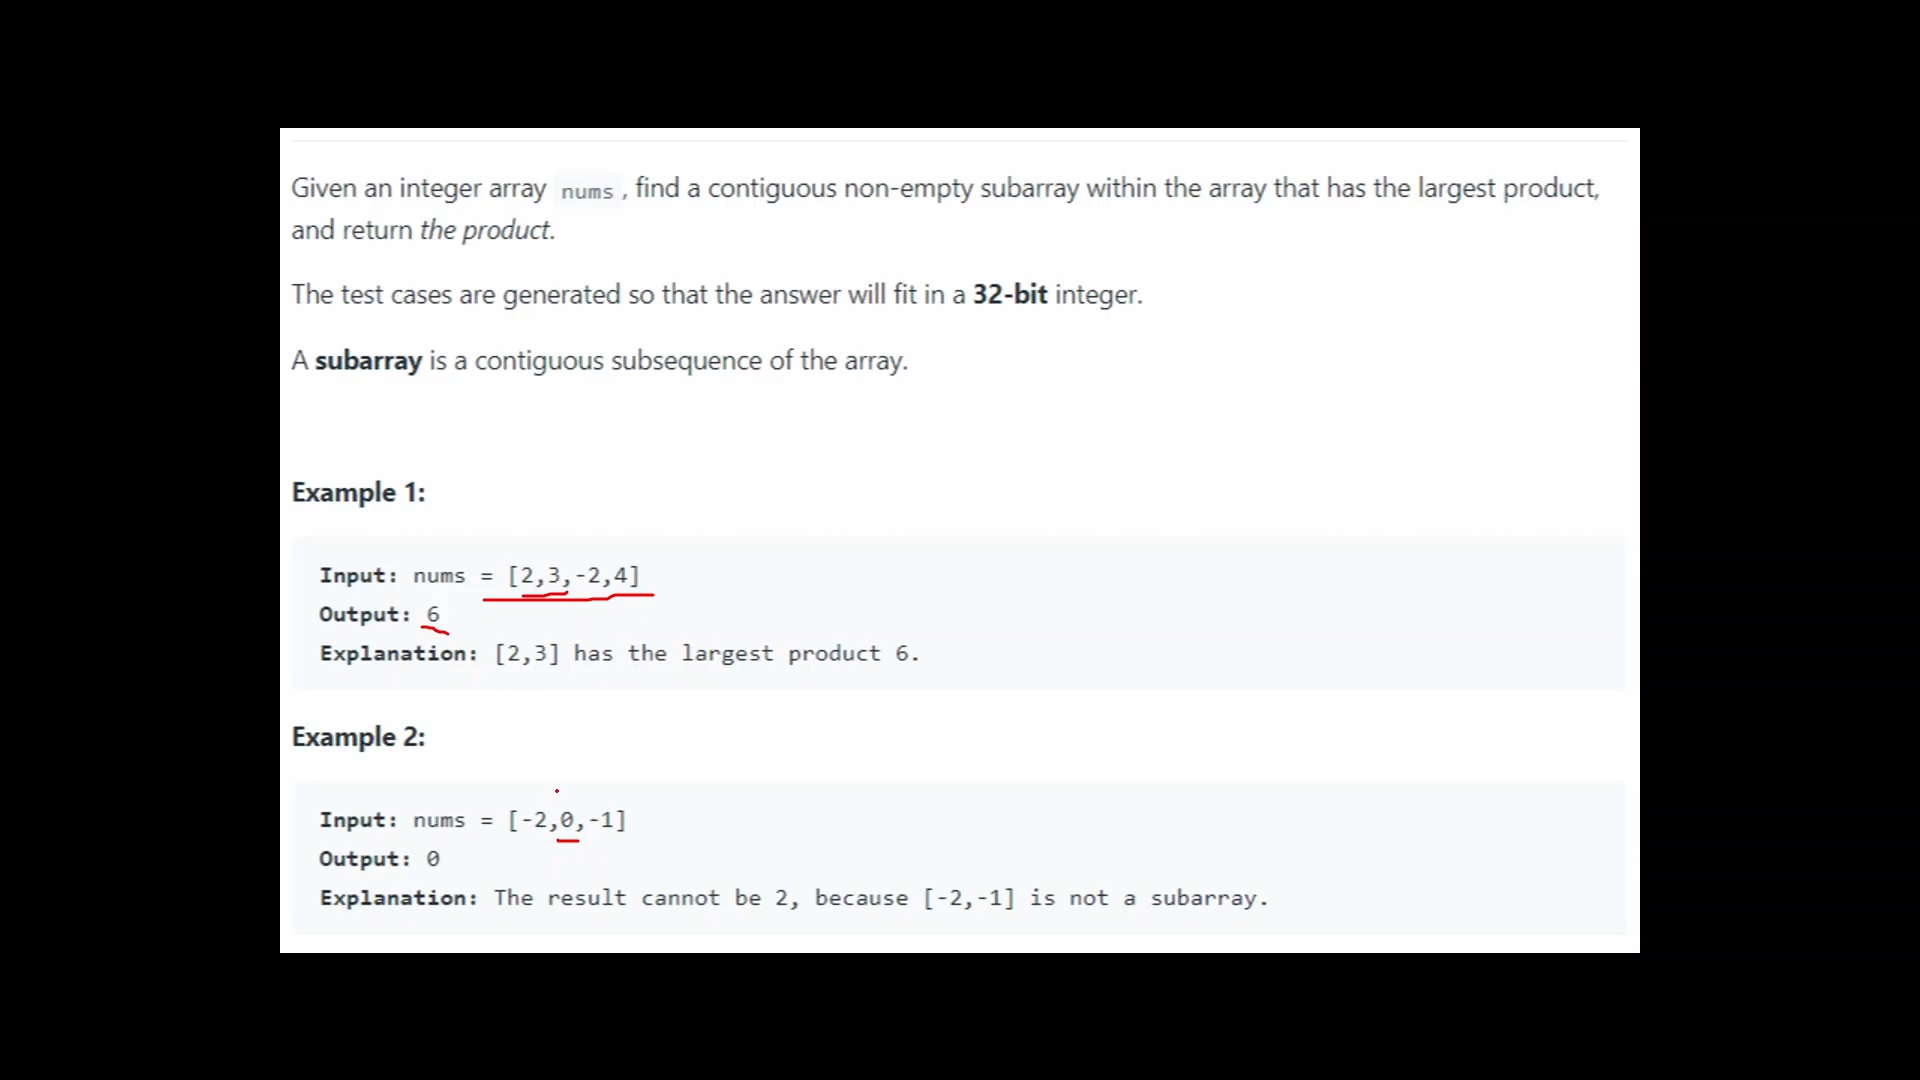 Given an integer array nums, find a contiguous non-empty subarray within the array that has the largest product,
and return the product.
The test cases are generated so that the answer will fit in a 32-bit integer.
A subarray is a contiguous subsequence of the array.
Example 1:
Input: nums = [2,3,-2,4]
Output: 6
Explanation: [2,3] has the largest product 6.
Example 2:
Input: nums = [-2,0,-1]
Output: 0
Explanation: The result cannot be 2, because [-2,-1] is not a subarray.